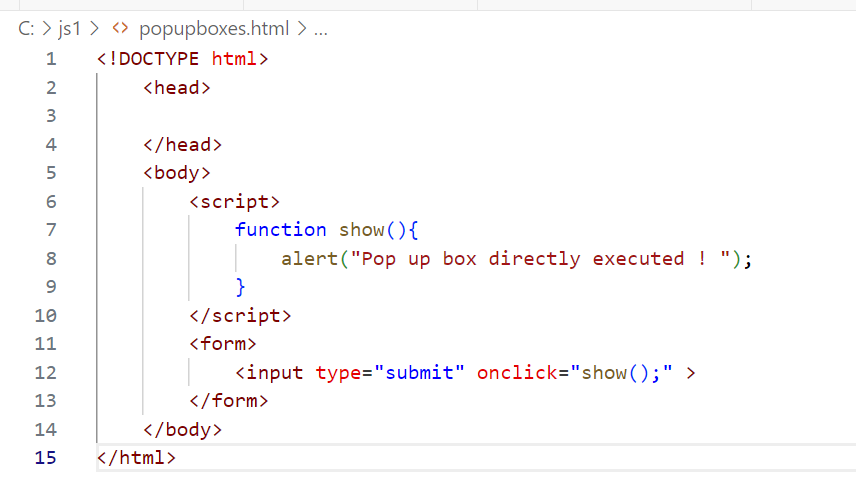 C: > js1 > <> popupboxes.html > ...
1 <!DOCTYPE html>
2 <head>
3
4 </head>
5 <body>
6 <script>
7 function show(){
8 alert("Pop up box directly executed ! ");
9 }
10 </script>
11 <form>
12 <input type="submit" onclick="show();" >
13 </form>
14 </body>
15 </html>